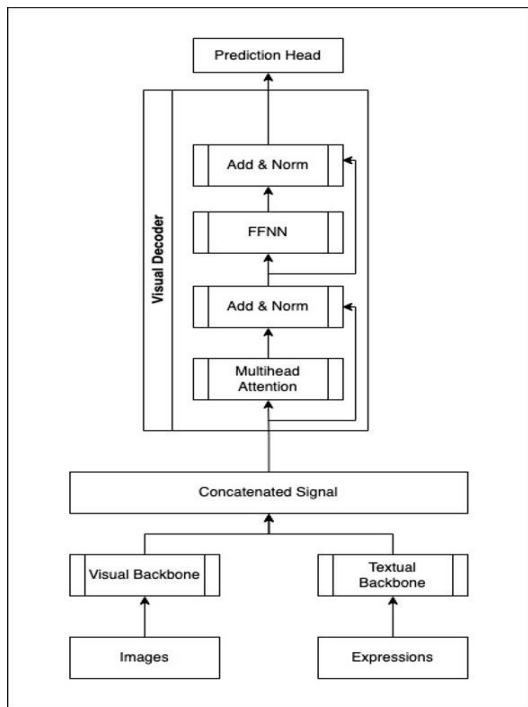 Prediction Head
Visual Decoder
Add & Norm
FFNN
Add & Norm
Multihead
Attention
Concatenated Signal
Visual Backbone
Textual
Backbone
Images
Expressions